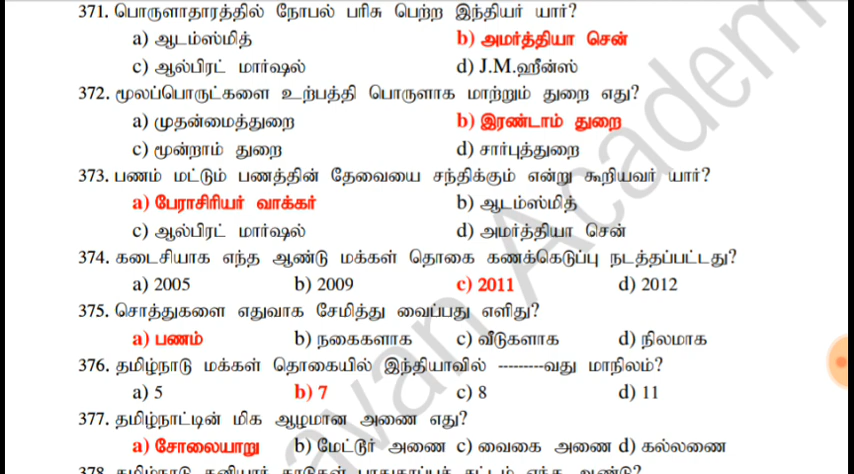 371. பொருளாதாரத்தில் நோபல் பரிசு பெற்ற இந்தியர் யார்?
a) ஆடம்ஸ்மித் b) அமர்த்தியா சென்
c) ஆல்பிரட் மார்ஷல் d) J.M.ஹீன்ஸ்
372. மூலப்பொருட்களை உற்பத்தி பொருளாக மாற்றும் துறை எது?
a) முதன்மைத்துறை b) இரண்டாம் துறை
c) மூன்றாம் துறை d) சார்புத்துறை
373. பணம் மட்டும் பணத்தின் தேவையை சந்திக்கும் என்று கூறியவர் யார்?
a) பேராசிரியர் வாக்கர் b) ஆடம்ஸ்மித்
c) ஆல்பிரட் மார்ஷல் d) அமர்த்தியா சென்
374. கடைசியாக எந்த ஆண்டு மக்கள் தொகை கணக்கெடுப்பு நடத்தப்பட்டது?
a) 2005 b) 2009 c) 2011 d) 2012
375. சொத்துகளை எதுவாக சேமித்து வைப்பது எளிது?
a) பணம் b) நகைகளாக c) வீடுகளாக d) நிலமாக
376. தமிழ்நாடு மக்கள் தொகையில் இந்தியாவில் ---------வது மாநிலம்?
a) 5 b) 7 c) 8 d) 11
377. தமிழ்நாட்டின் மிக ஆழமான அணை எது?
a) சோலையாறு b) மேட்டூர் அணை c) வைகை அணை d) கல்லணை
378.
avan Academ